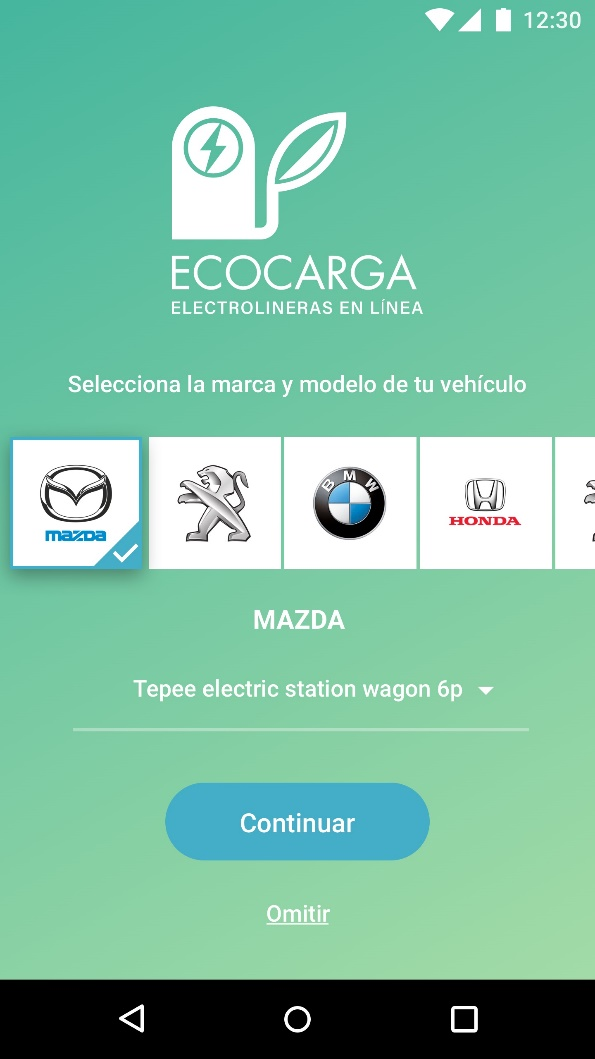 12:30
ECOCARGA
ELECTROLINERAS EN LÍNEA
Selecciona la marca y modelo de tu vehículo
mazda
BMW
HONDA
MAZDA
Tepee electric station wagon 6p
Continuar
Omitir